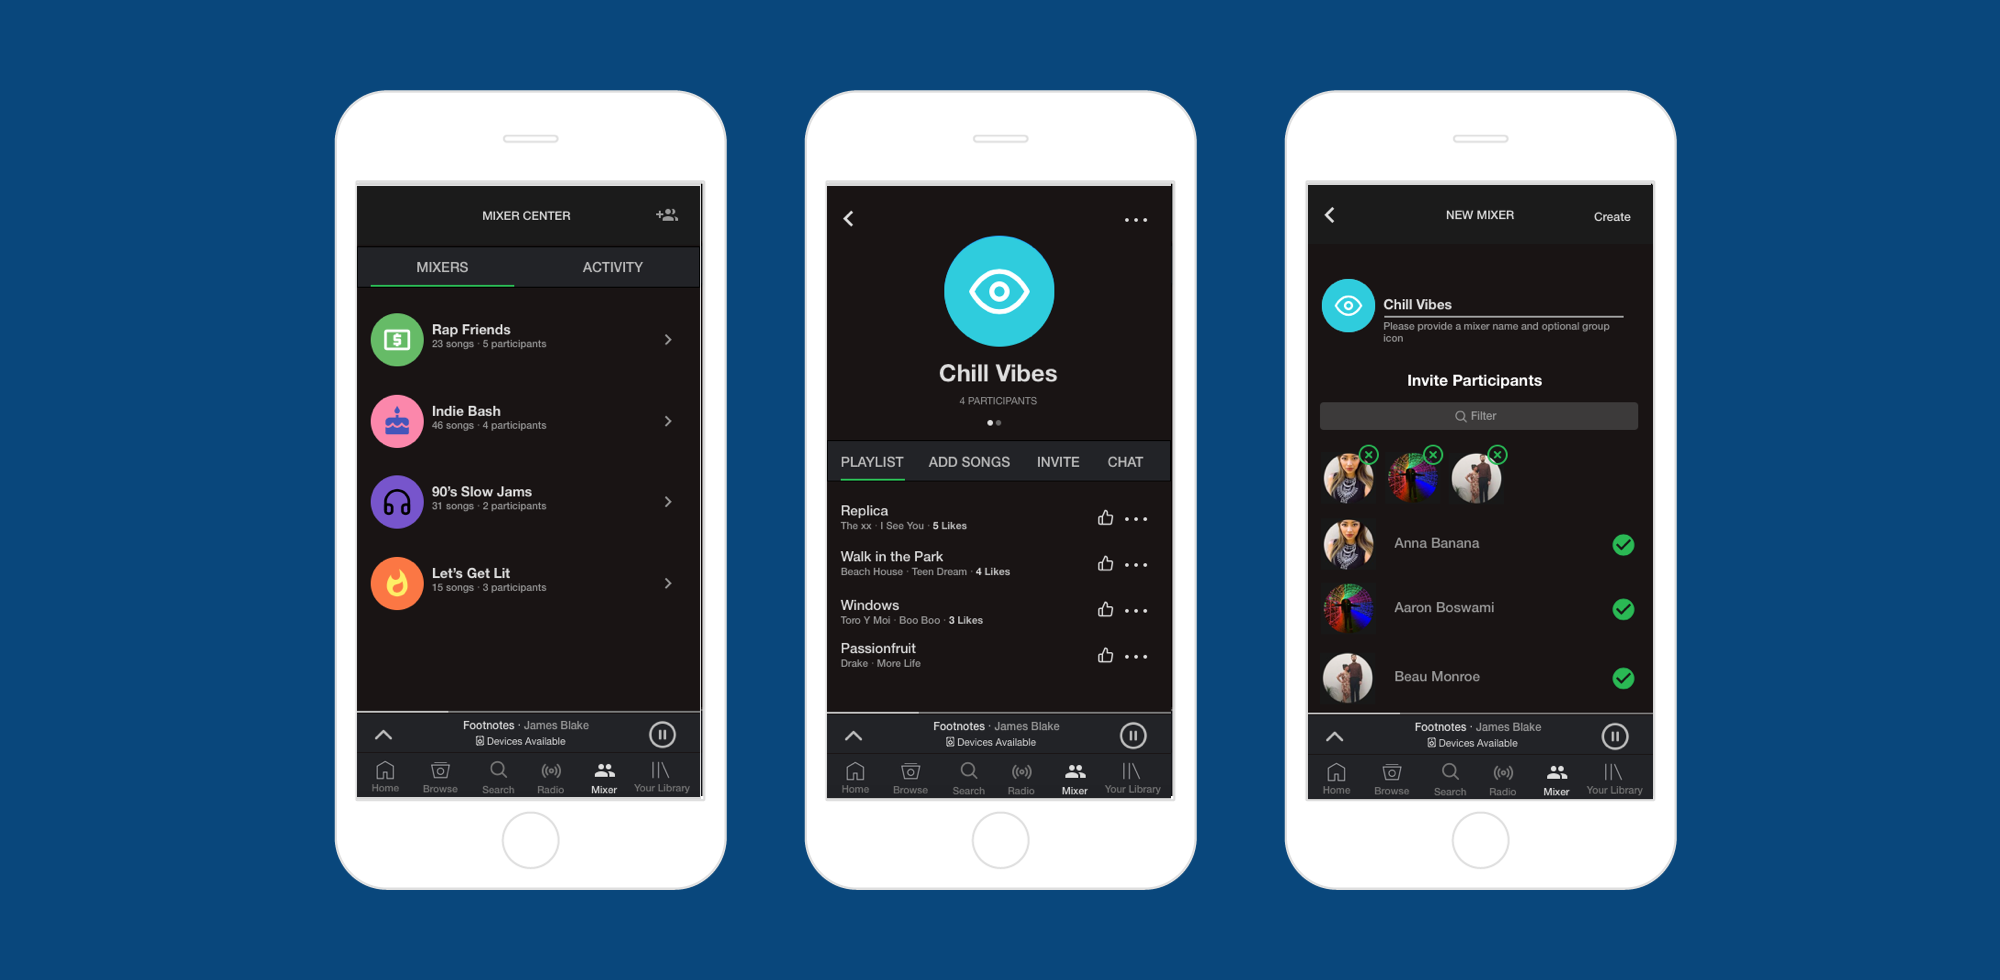 MIXER CENTER
MIXERS ACTIVITY
Rap Friends
23 songs · 5 participants
Indie Bash
46 songs · 4 participants
90's Slow Jams
31 songs · 2 participants
Let's Get Lit
15 songs · 3 participants
Footnotes · James Blake
Devices Available
Home Browse Search Radio Mixer Your Library
Chill Vibes
4 PARTICIPANTS
PLAYLIST ADD SONGS INVITE CHAT
Replica
The xx · I See You · 5 Likes
Walk in the Park
Beach House · Teen Dream · 4 Likes
Windows
Toro Y Moi · Boo Boo · 3 Likes
Passionfruit
Drake · More Life
Footnotes · James Blake
Devices Available
Home Browse Search Radio Mixer Your Library
NEW MIXER Create
Chill Vibes
Please provide a mixer name and optional group
icon
Invite Participants
Filter
Anna Banana
Aaron Boswami
Beau Monroe
Footnotes · James Blake
Devices Available
Home Browse Search Radio Mixer Your Library